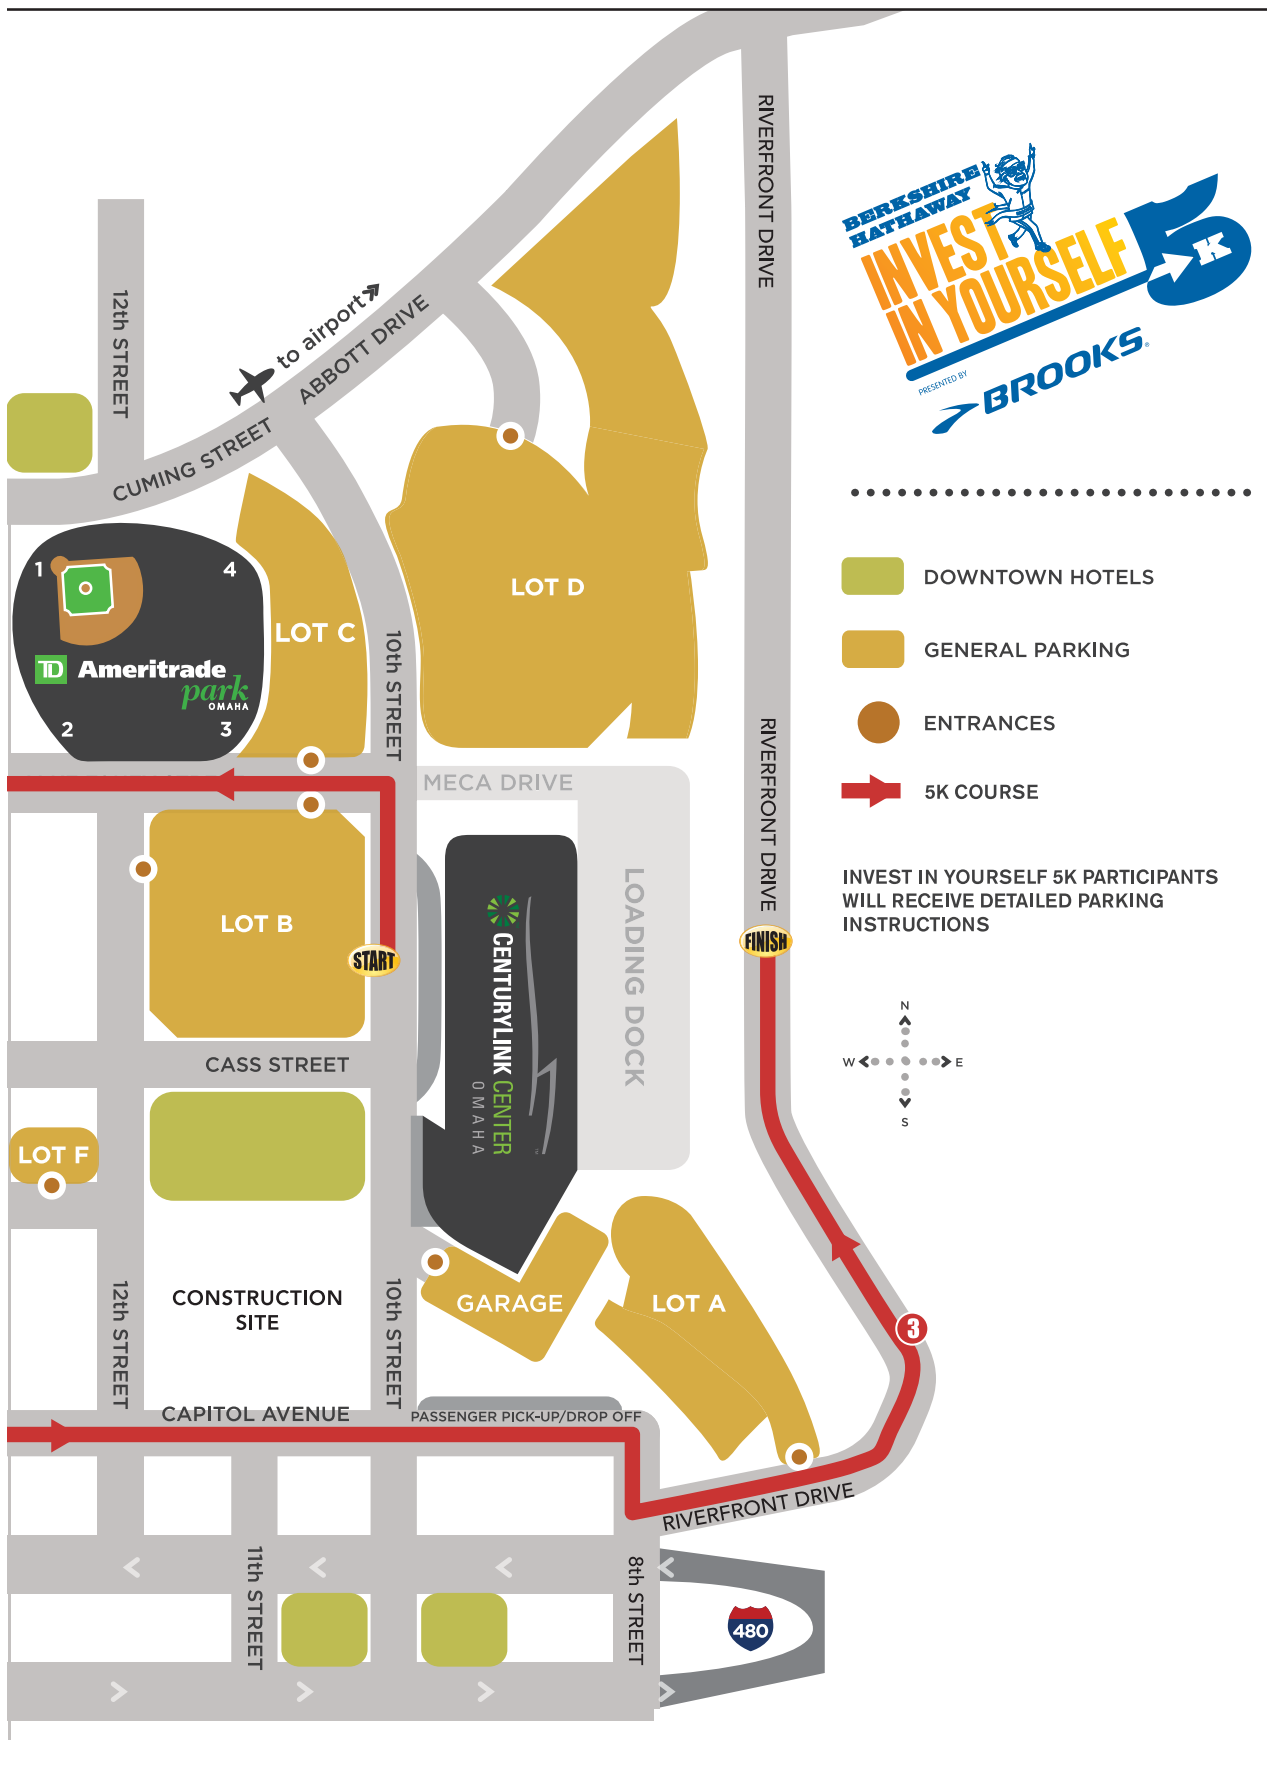 RIVERFRONT DRIVE
BERKSHIRE
HATHAWAY
INVEST
IN YOURSELF
5K
PRESENTED BY
BROOKS
12th STREET
to airport
ABBOTT DRIVE
CUMING STREET
DOWNTOWN HOTELS
GENERAL PARKING
ENTRANCES
5K COURSE
INVEST IN YOURSELF 5K PARTICIPANTS
WILL RECEIVE DETAILED PARKING
INSTRUCTIONS
N
W
E
S
1
4
TD Ameritrade
park
OMAHA
2
3
LOT C
LOT D
10th STREET
MECA DRIVE
RIVERFRONT DRIVE
LOT B
START
CENTURYLINK CENTER
OMAHA
LOADING DOCK
FINISH
CASS STREET
LOT F
12th STREET
CONSTRUCTION
SITE
10th STREET
GARAGE
LOT A
3
CAPITOL AVENUE
PASSENGER PICK-UP/DROP OFF
RIVERFRONT DRIVE
11th STREET
8th STREET
480